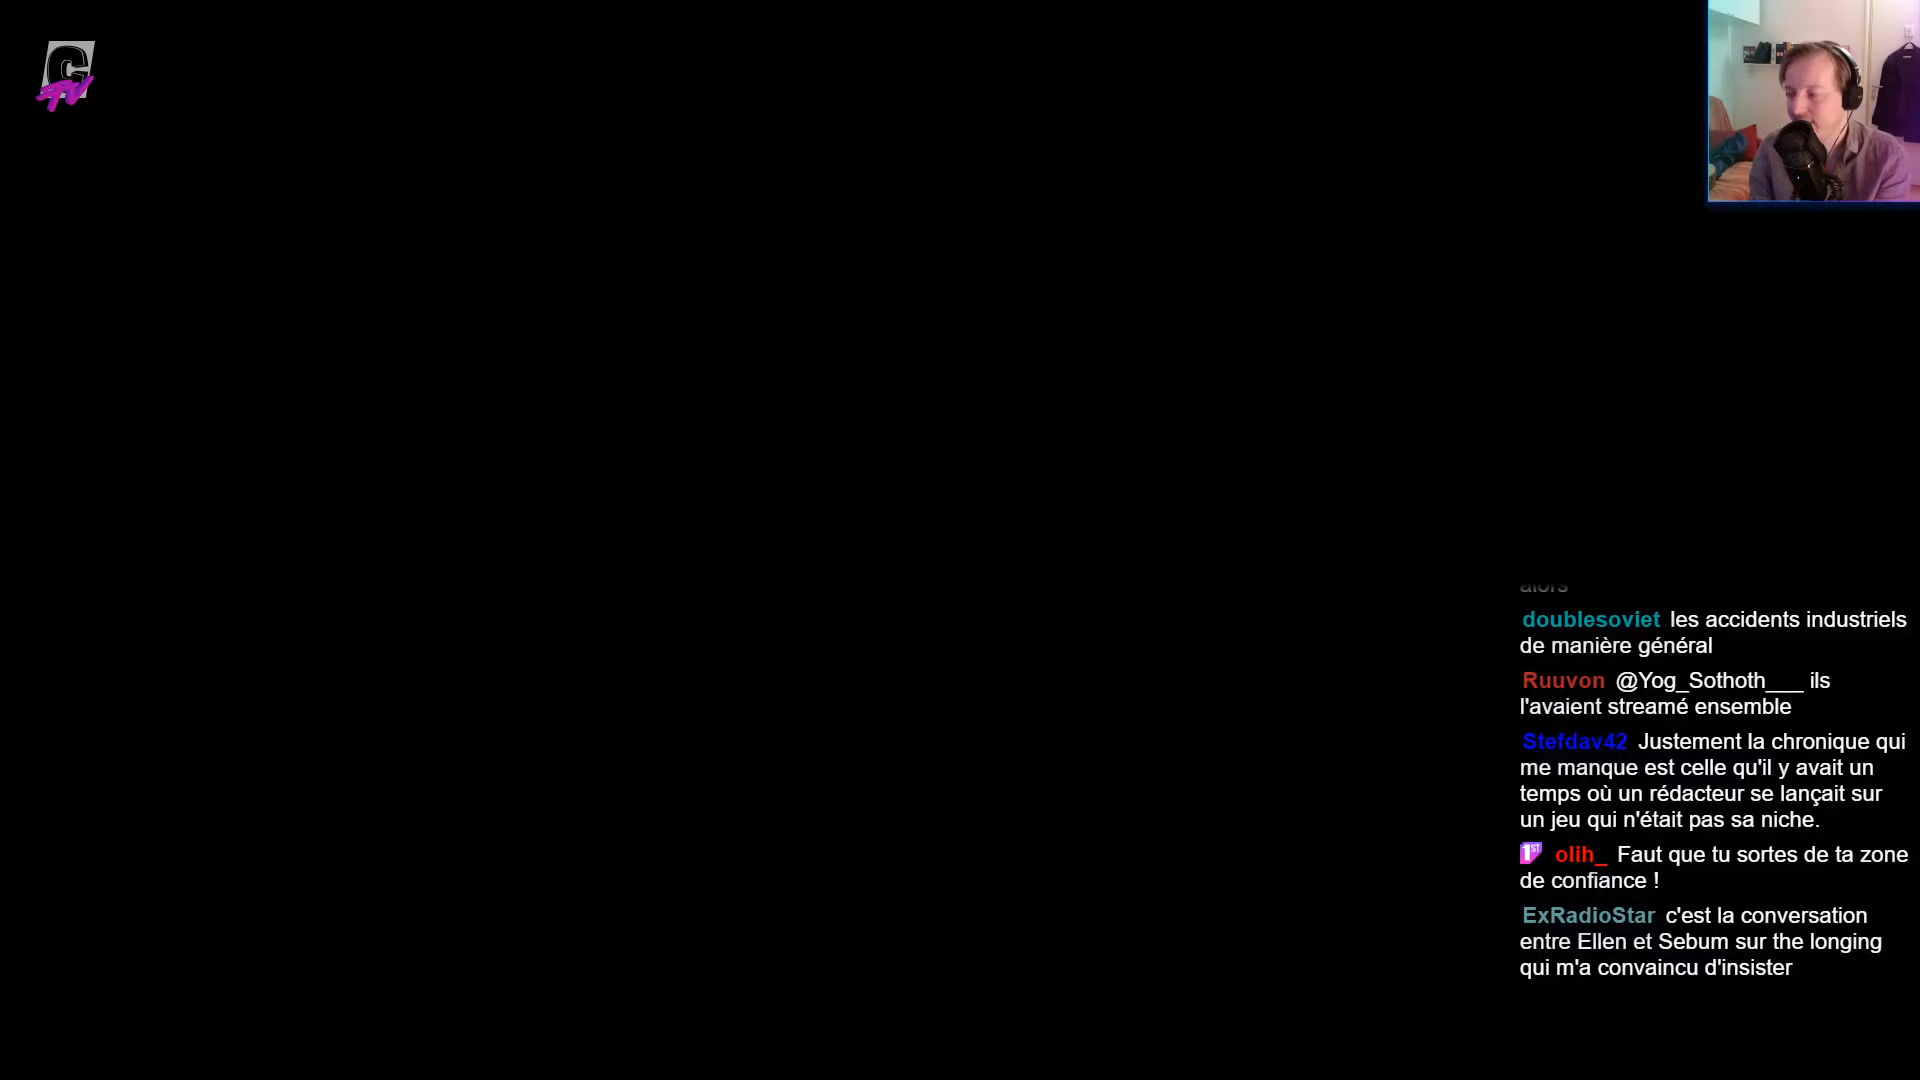 C
TV
alors
doublesoviet les accidents industriels
de manière général
Ruuvon @Yog_Sothoth___ ils
l'avaient streamé ensemble
Stefdav42 Justement la chronique qui
me manque est celle qu'il y avait un
temps où un rédacteur se lançait sur
un jeu qui n'était pas sa niche.
1ST olih_ Faut que tu sortes de ta zone
de confiance !
ExRadioStar c'est la conversation
entre Ellen et Sebum sur the longing
qui m'a convaincu d'insister